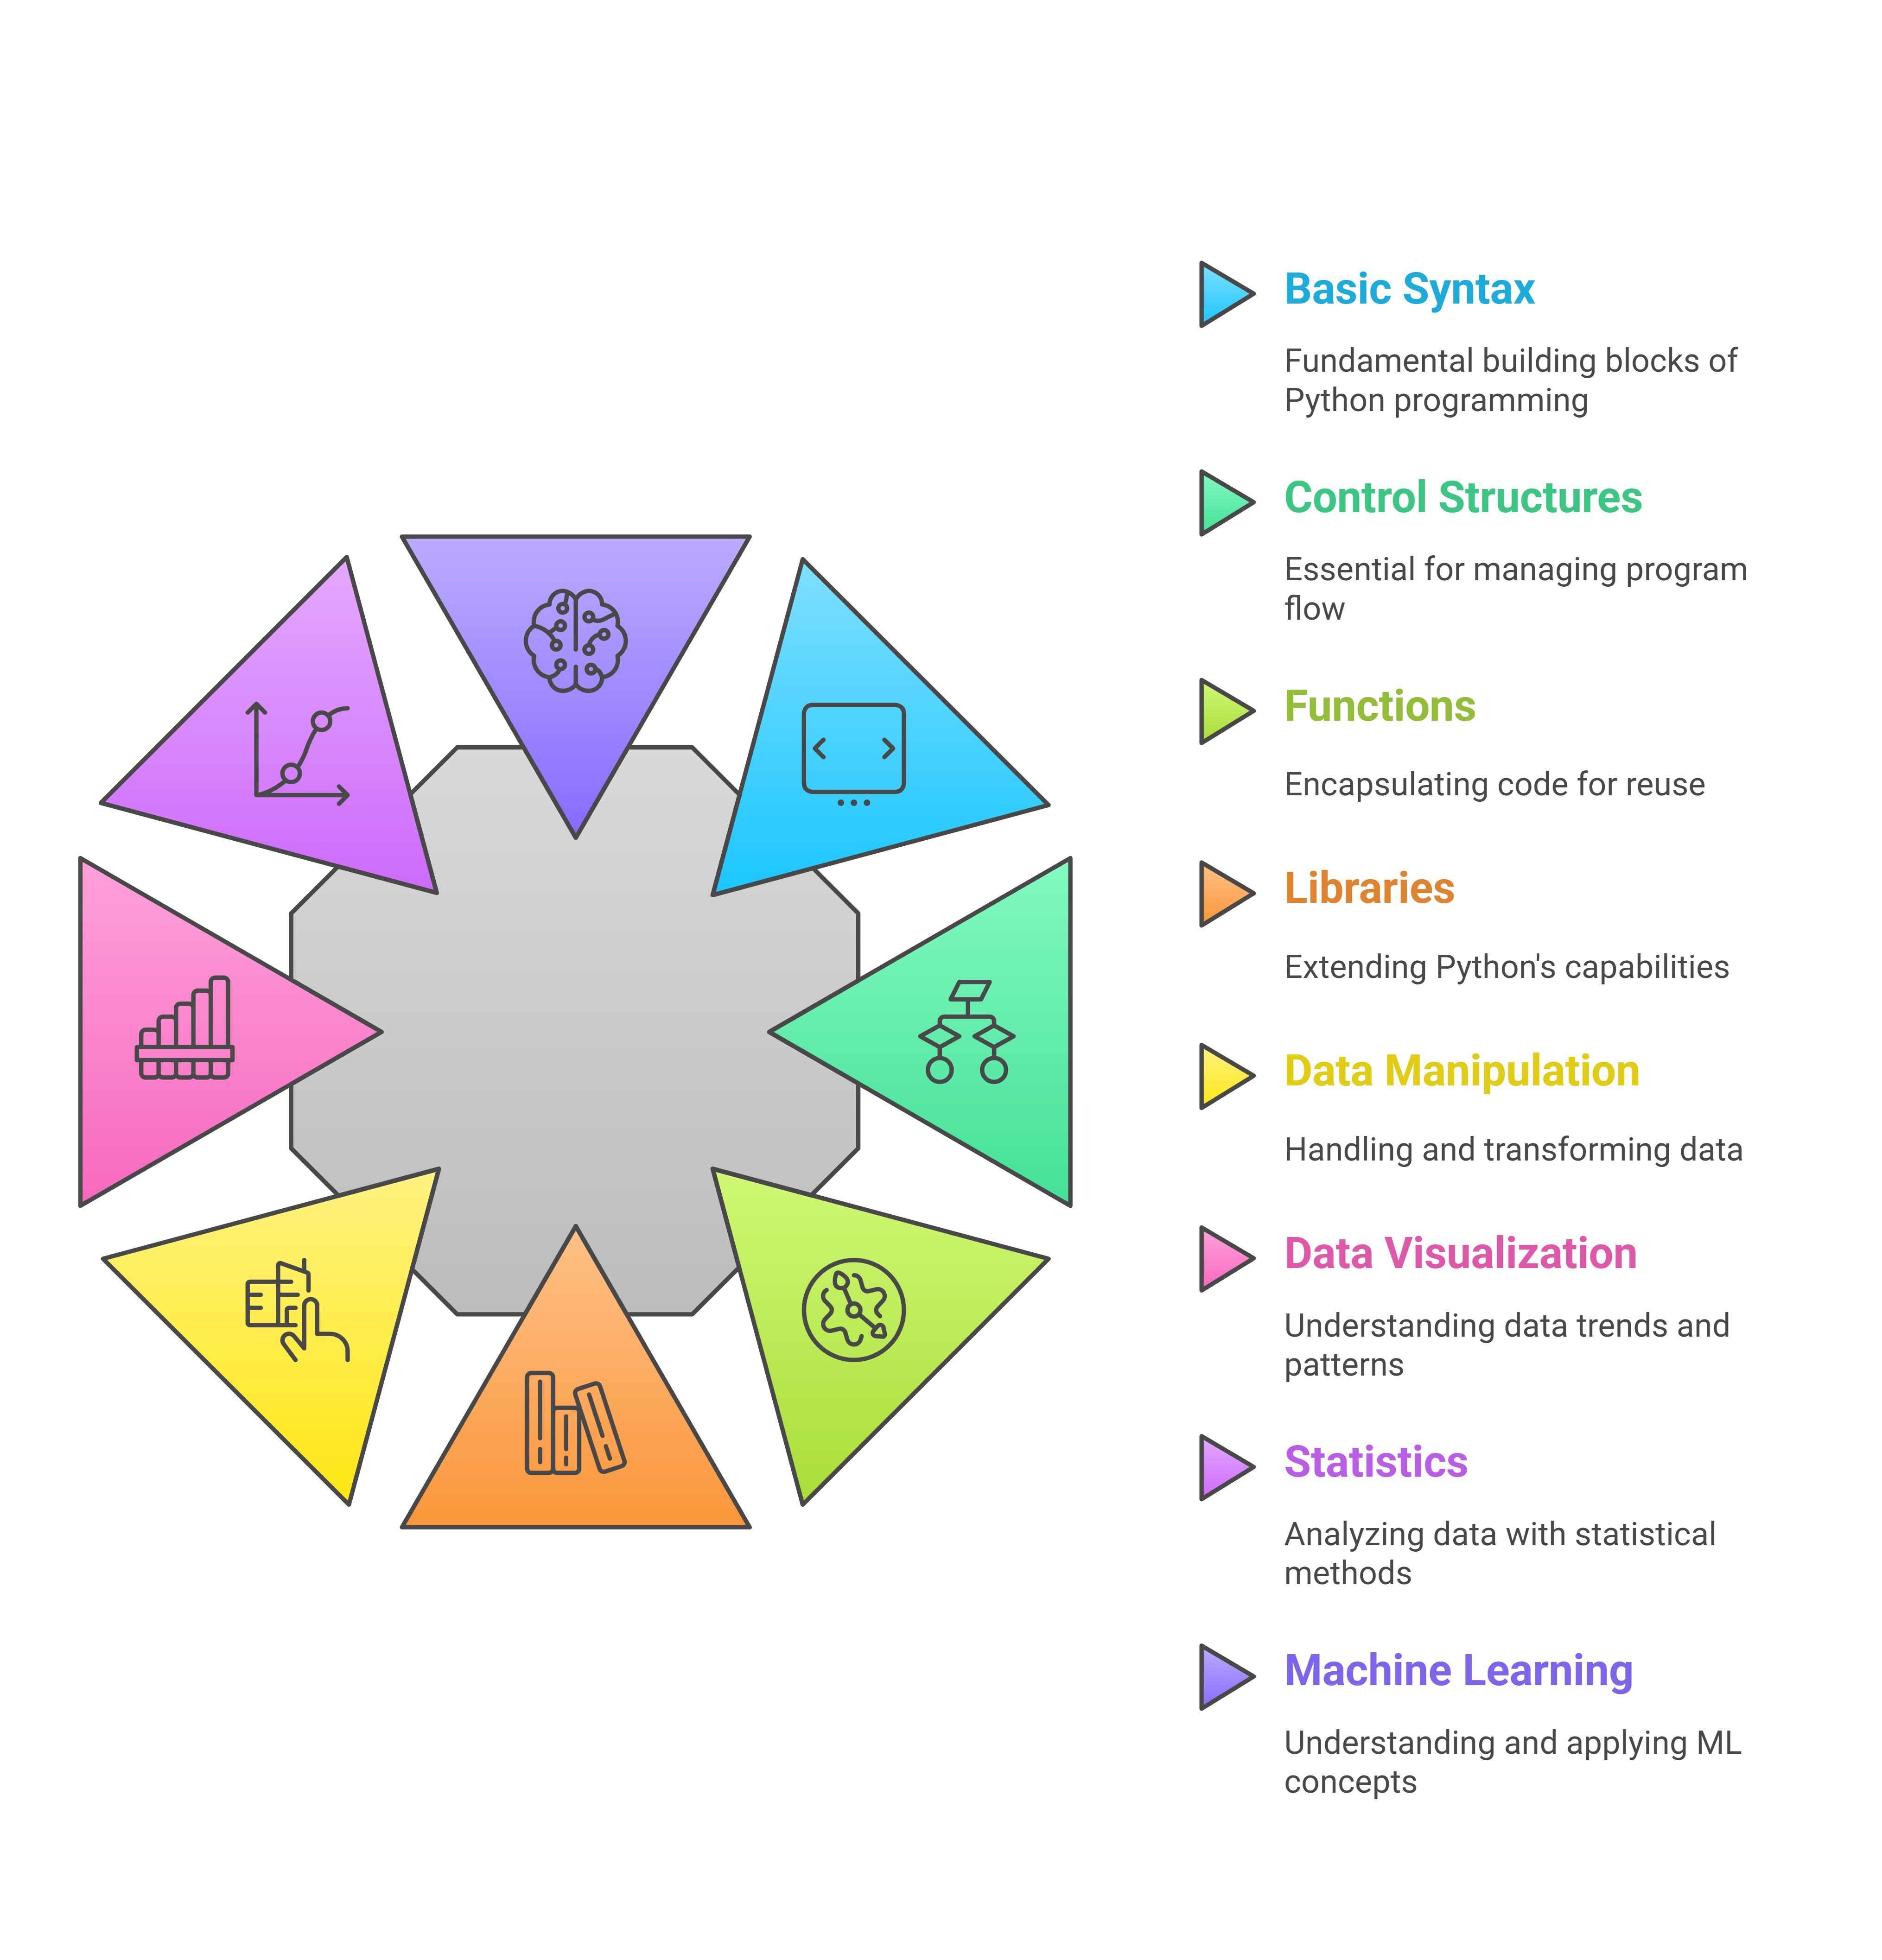 Basic Syntax
Fundamental building blocks of
Python programming
Control Structures
Essential for managing program
flow
Functions
Encapsulating code for reuse
Libraries
Extending Python's capabilities
Data Manipulation
Handling and transforming data
Data Visualization
Understanding data trends and
patterns
Statistics
Analyzing data with statistical
methods
Machine Learning
Understanding and applying ML
concepts